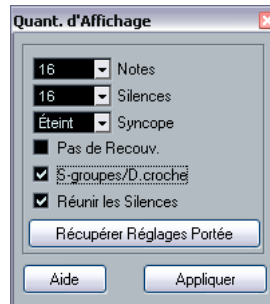 Quant. d'Affichage
16 Notes
16 Silences
Éteint Syncope
Pas de Recouv.
S-groupes/D.croche
Réunir les Silences
Récupérer Réglages Portée
Aide Appliquer